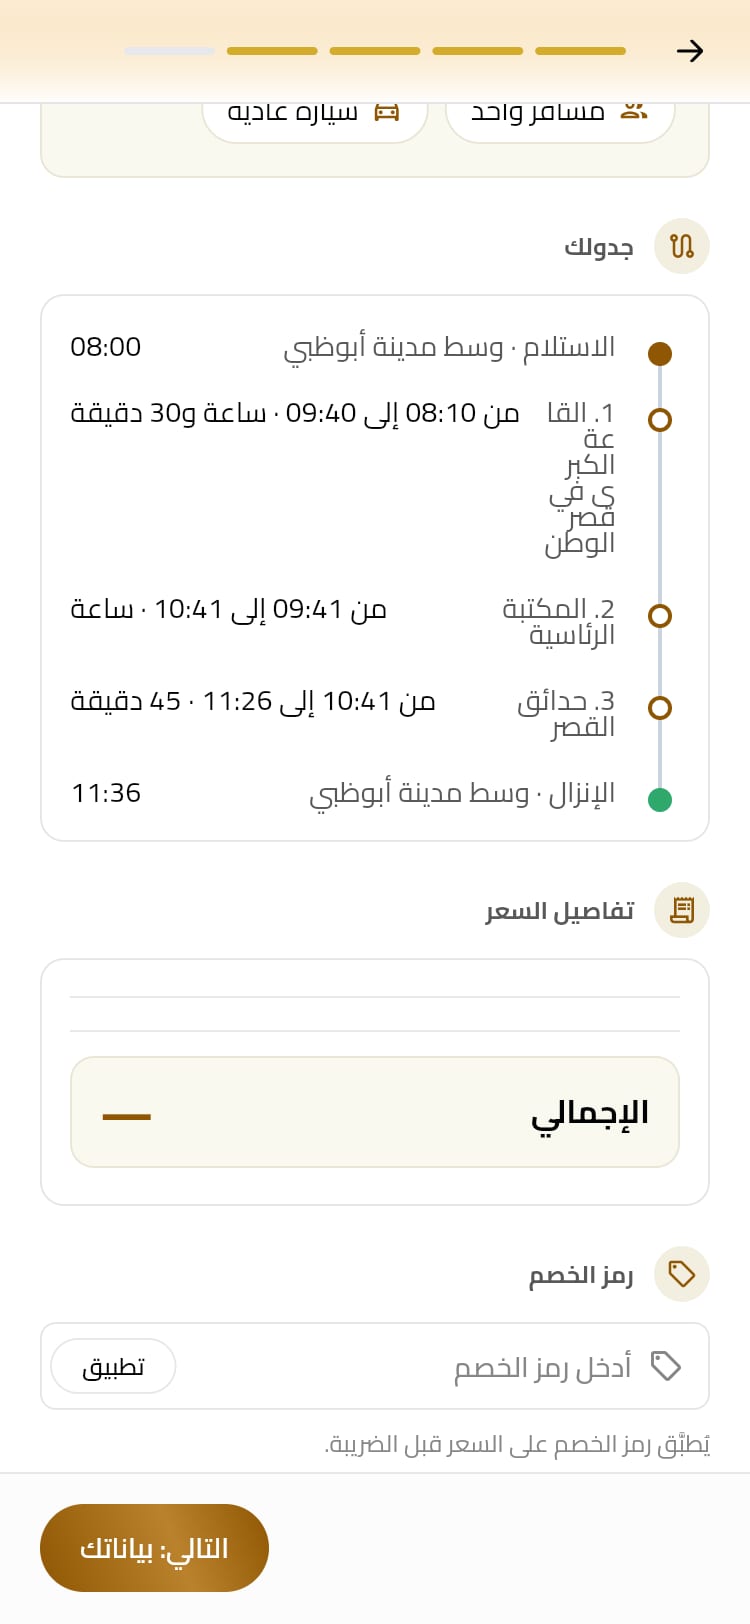 مسافر واحد
سيارة عادية
جدولك
الاستلام · وسط مدينة أبوظبي
08:00
1. القا
عة
الكبر
ى في
قصر
الوطن
من 08:10 إلى 09:40 · ساعة و30 دقيقة
2. المكتبة
الرئاسية
من 09:41 إلى 10:41 · ساعة
3. حدائق
القصر
من 10:41 إلى 11:26 · 45 دقيقة
الإنزال · وسط مدينة أبوظبي
11:36
تفاصيل السعر
الإجمالي
—
رمز الخصم
أدخل رمز الخصم
تطبيق
يُطبَّق رمز الخصم على السعر قبل الضريبة.
التالي: بياناتك